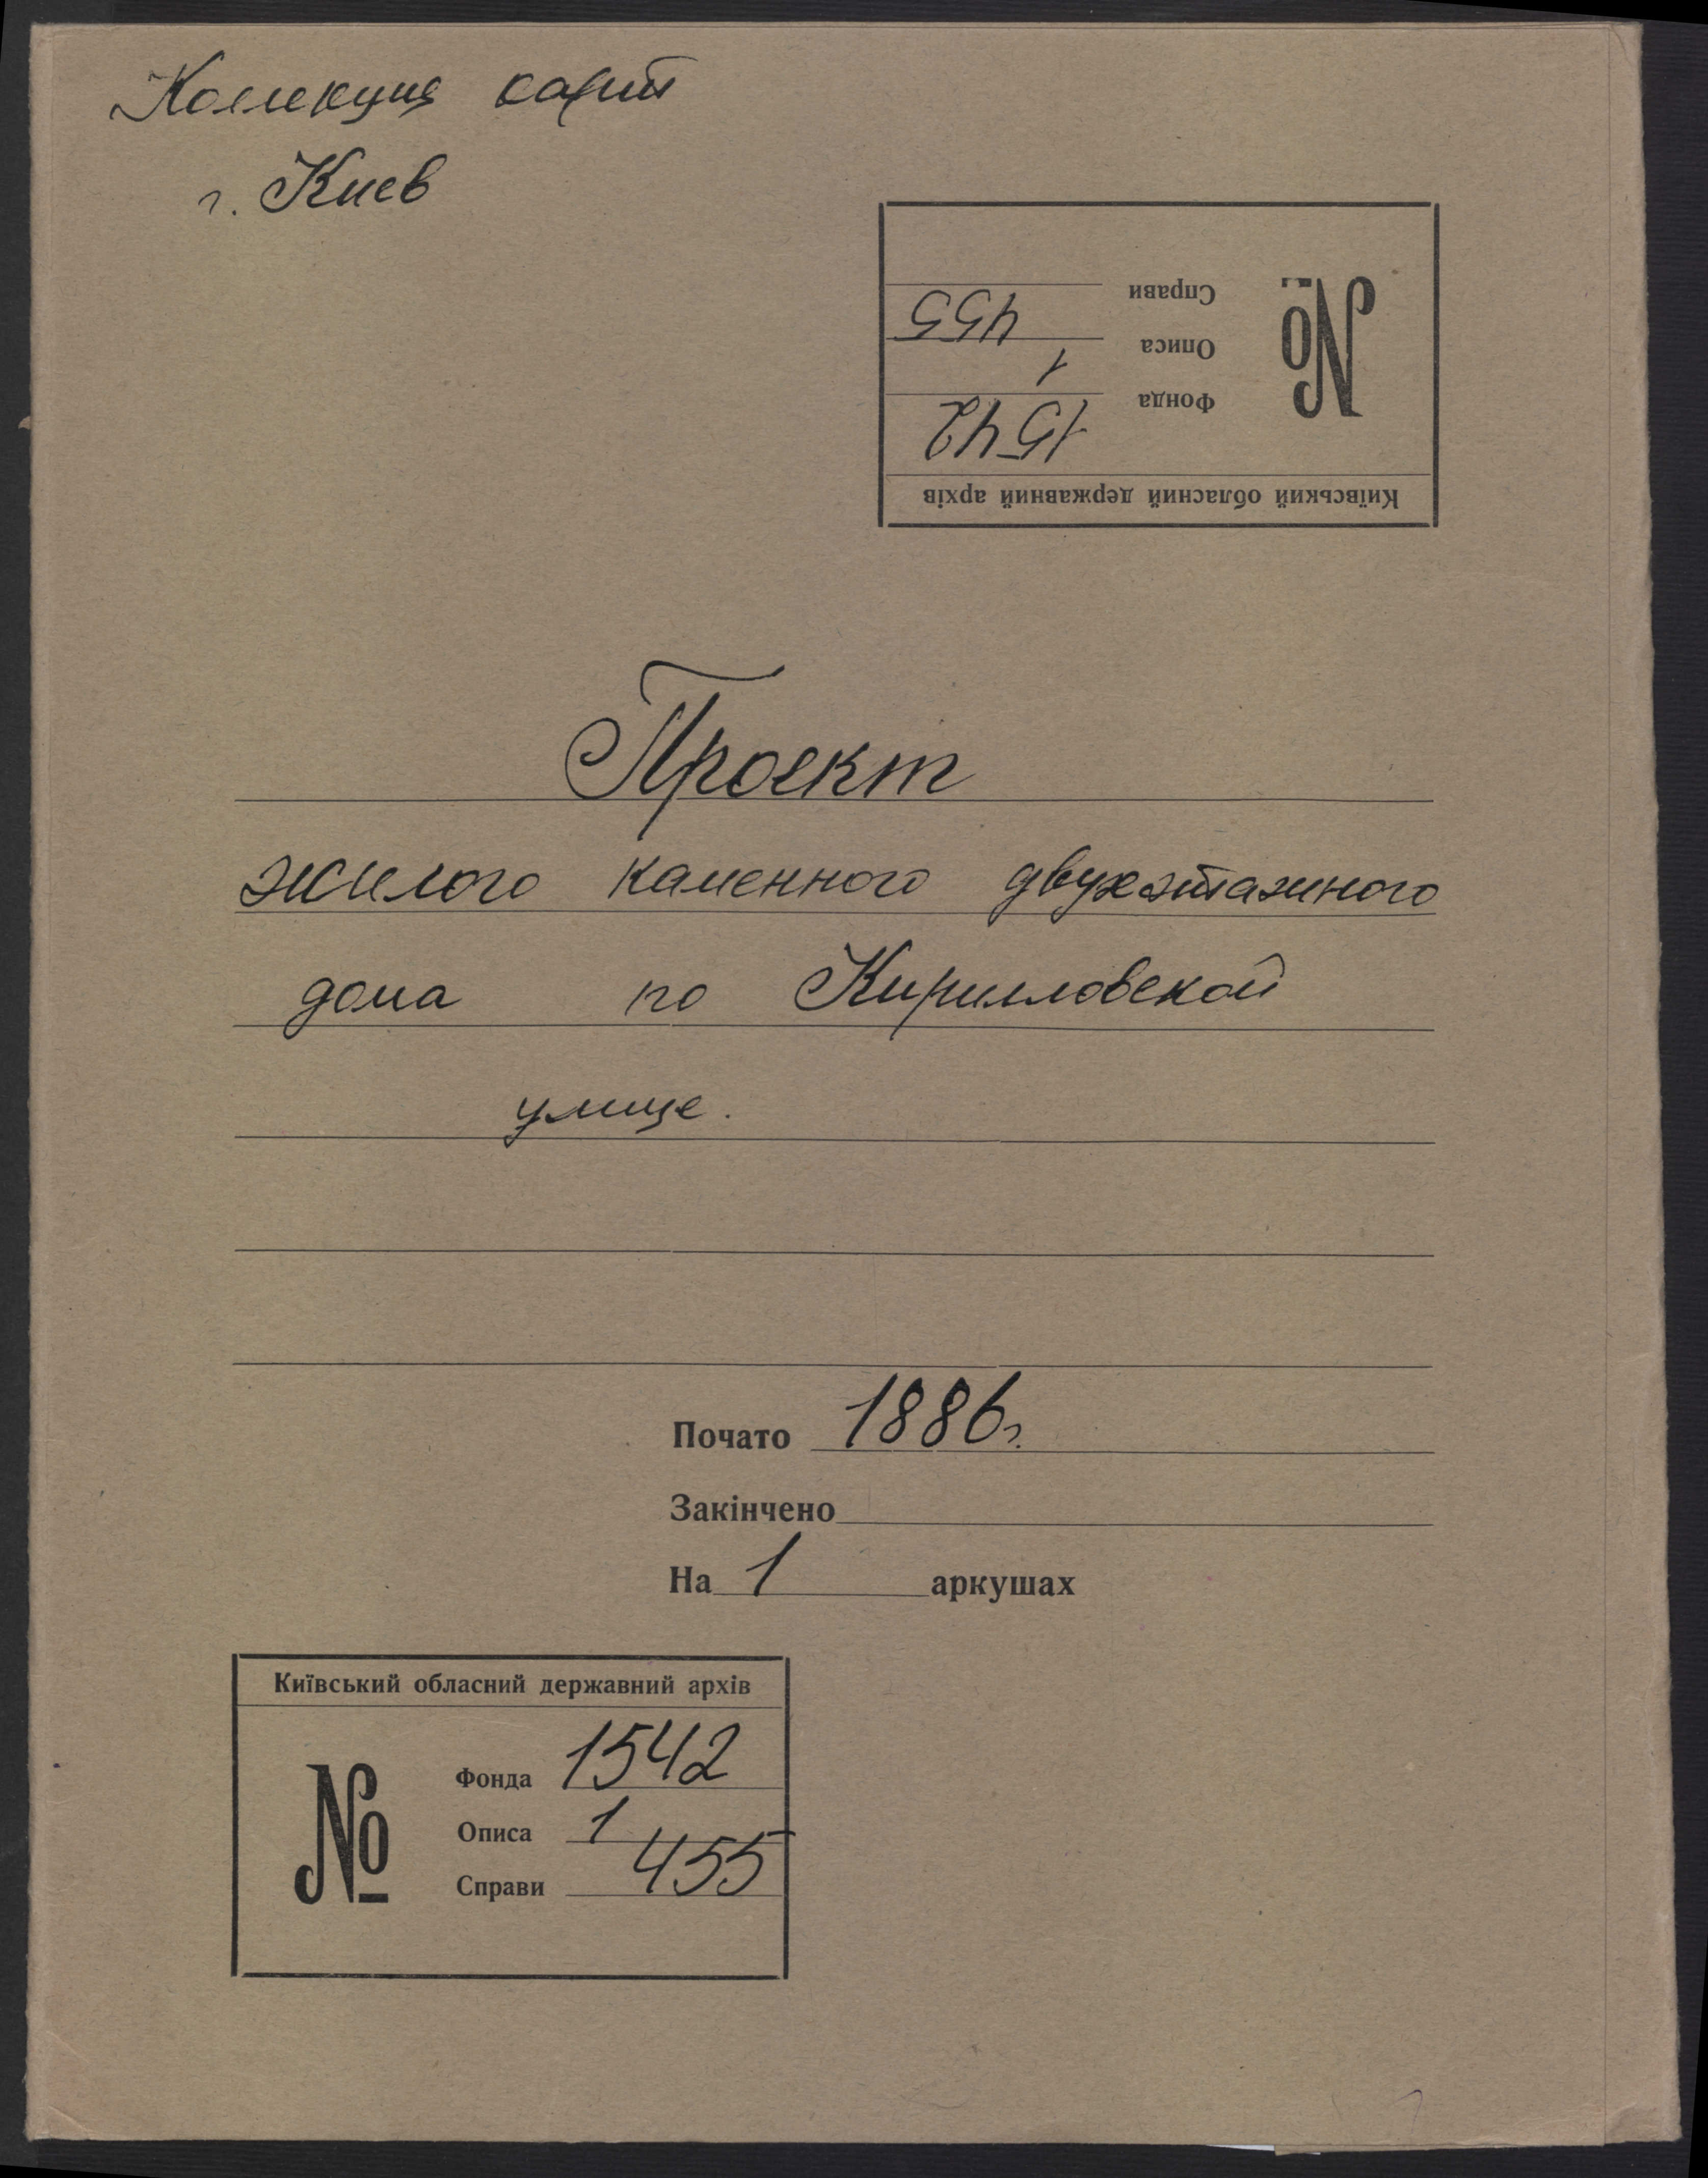 Коллекция карт
г. Киев
Справи 455
Описа 1
Фонда 1542
№
Київський обласний державний архів
Проект
жилого каменного двухэтажного
дома по Кирилловской
улице.
Почато 1886г.
Закінчено
На 1 аркушах
Київський обласний державний архів
№
Фонда 1542
Описа 1
Справи 455